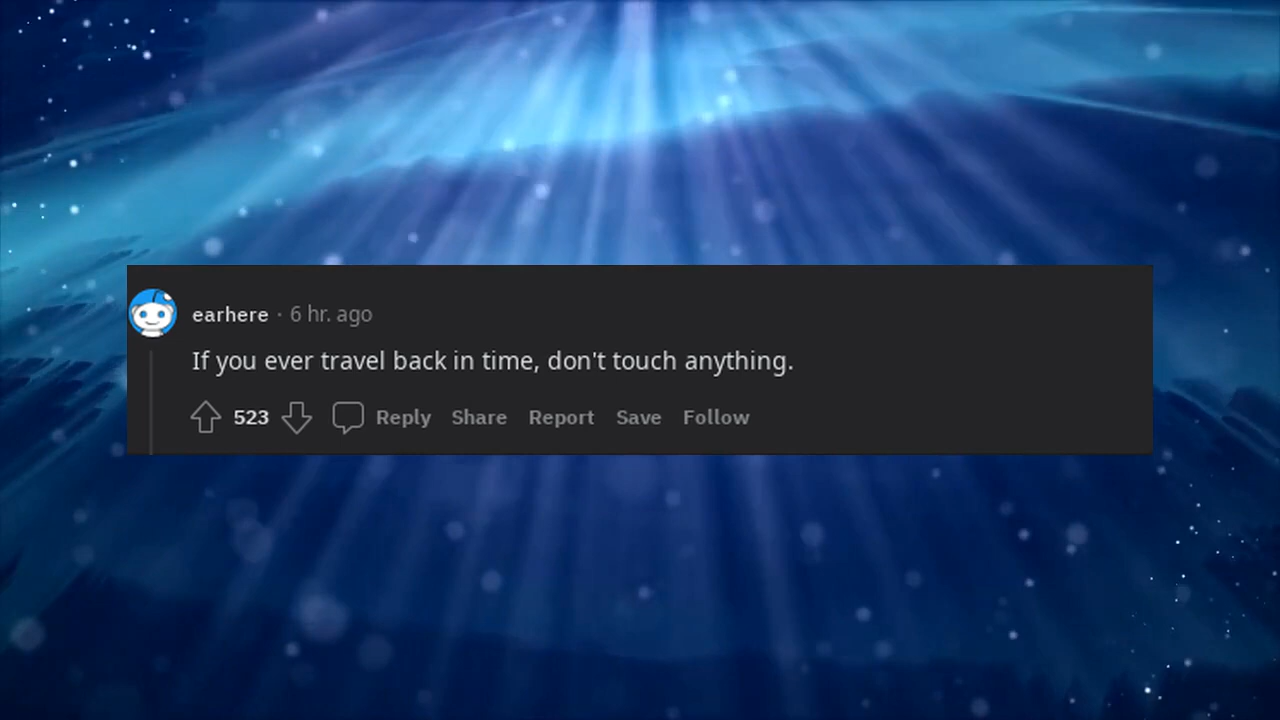 earhere · 6 hr. ago
If you ever travel back in time, don't touch anything.
523 Reply Share Report Save Follow